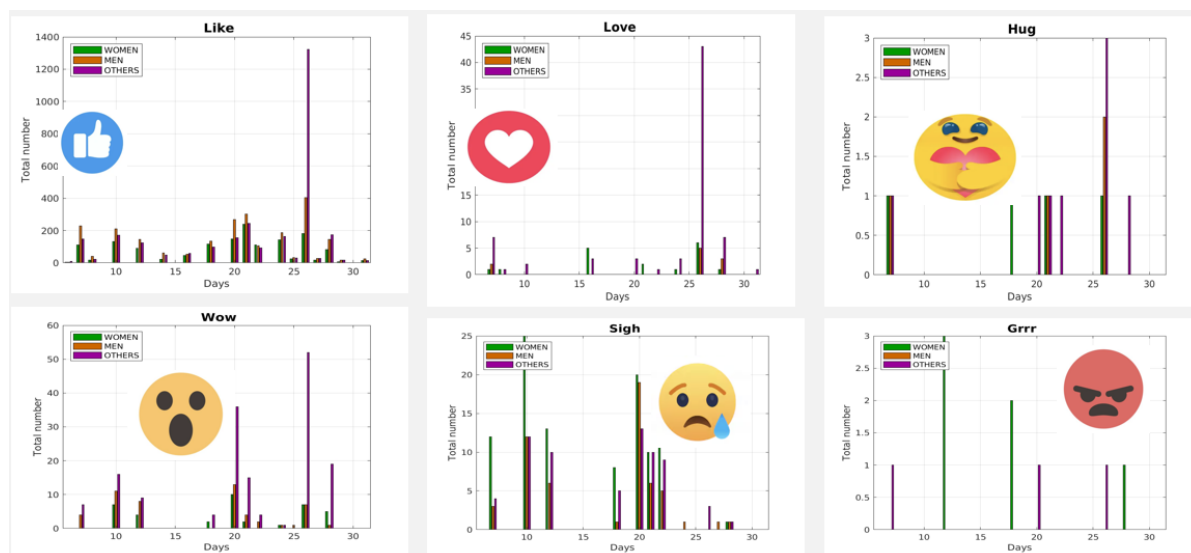 Like
1400
1200
1000
800
600
400
200
0
10
15
20
25
30
Total number
Days
WOMEN
MEN
OTHERS
Love
45
40
35
15
10
5
0
10
15
20
25
30
Total number
Days
WOMEN
MEN
OTHERS
Hug
3
2.5
2
1.5
1
0.5
0
10
15
20
25
30
Total number
Days
WOMEN
MEN
OTHERS
Wow
60
50
40
30
20
10
0
10
15
20
25
30
Total number
Days
WOMEN
MEN
OTHERS
Sigh
25
20
15
10
5
0
10
15
20
25
30
Total number
Days
WOMEN
MEN
OTHERS
Grrr
3
2.5
2
1.5
1
0.5
0
10
15
20
25
30
Total number
Days
WOMEN
MEN
OTHERS